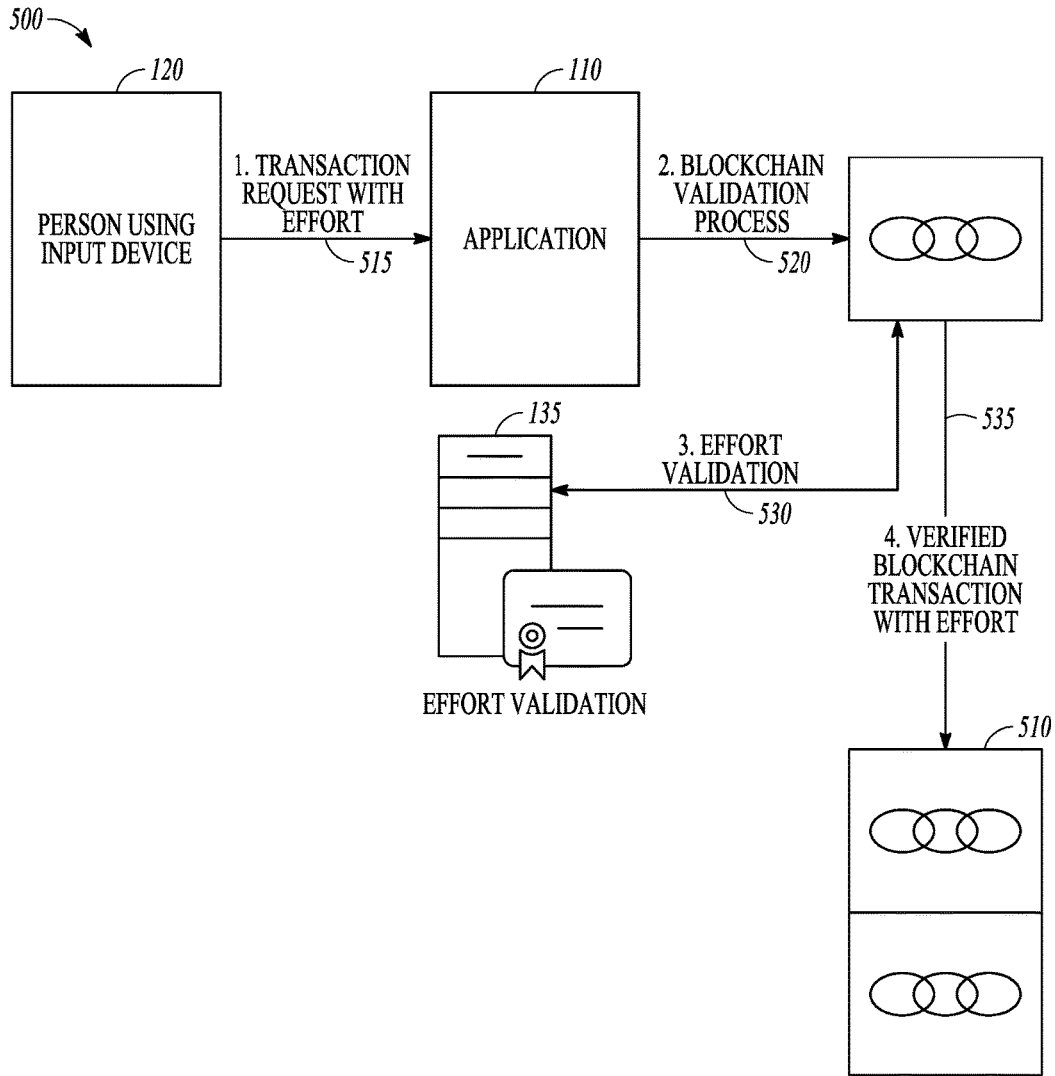 500
120
110
1. TRANSACTION
REQUEST WITH
EFFORT
515
2. BLOCKCHAIN
VALIDATION
PROCESS
520
PERSON USING
INPUT DEVICE
APPLICATION
135
3. EFFORT
VALIDATION
530
535
4. VERIFIED
BLOCKCHAIN
TRANSACTION
WITH EFFORT
EFFORT VALIDATION
510